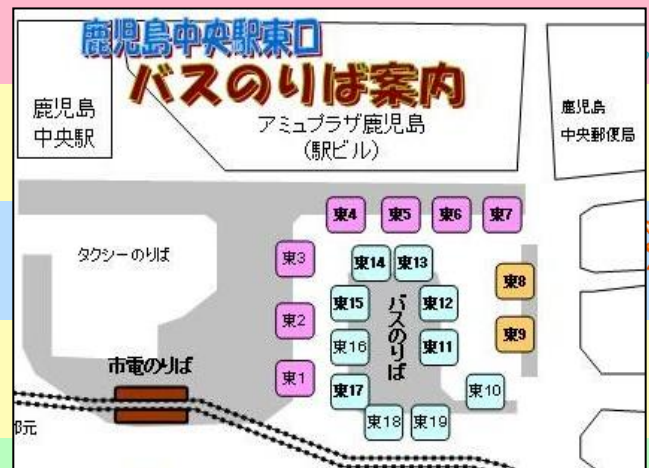 鹿児島中央駅東口
バスのりば案内
鹿児島
中央駅
アミュプラザ鹿児島
(駅ビル)
鹿児島
中央郵便局
東4
東5
東6
東7
タクシーのりば
東3
東14
東13
東8
東15
バスのりば
東12
東2
東9
東16
東11
市電のりば
東1
東17
東10
東18
東19